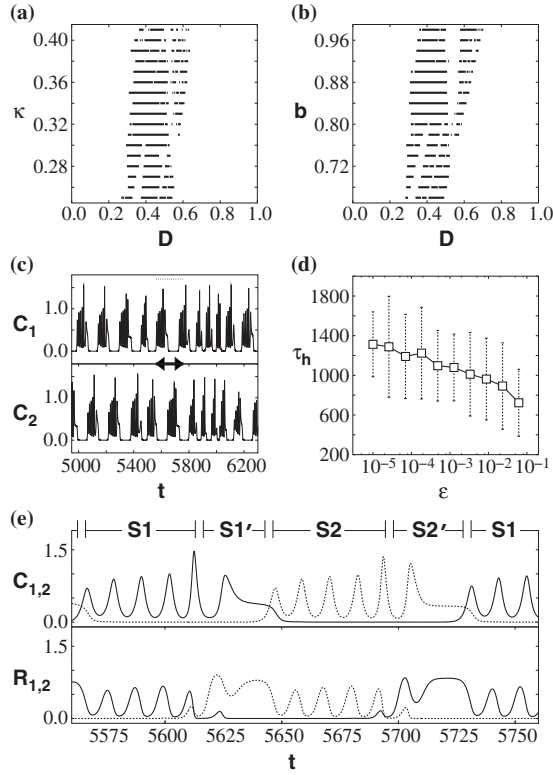 (a)
0.40
0.36
κ
0.32
0.28
0.0 0.2 0.4 0.6 0.8 1.0
D
(b)
0.96
0.88
b
0.80
0.72
0.0 0.2 0.4 0.6 0.8 1.0
D
(c)
C1
1.0
0.0
C2
1.0
0.0
5000 5400 5800 6200
t
(d)
1800
1400
τh
1000
600
200
10⁻⁵ 10⁻⁴ 10⁻³ 10⁻² 10⁻¹
ε
(e)
S1 S1′ S2 S2′ S1
1.5
C1,2
0.0
1.5
R1,2
0.0
5575 5600 5625 5650 5675 5700 5725 5750
t